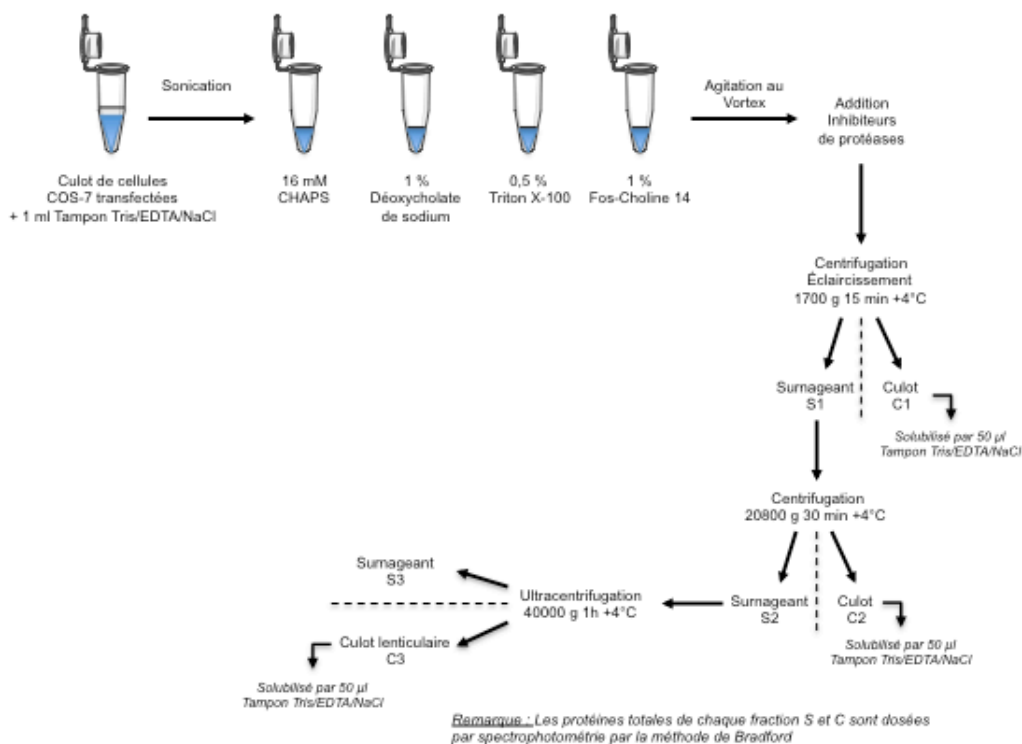 Sonication
Agitation au
Vortex
Addition
Inhibiteurs
de protéases
Culot de cellules
COS-7 transfectées
+ 1 ml Tampon Tris/EDTA/NaCl
16 mM
CHAPS
1 %
Déoxycholate
de sodium
0,5 %
Triton X-100
1 %
Fos-Choline 14
Centrifugation
Éclaircissement
1700 g 15 min +4°C
Surnageant
S1
Culot
C1
Solubilisé par 50 µl
Tampon Tris/EDTA/NaCl
Centrifugation
20800 g 30 min +4°C
Surnageant
S2
Culot
C2
Solubilisé par 50 µl
Tampon Tris/EDTA/NaCl
Ultracentrifugation
40000 g 1h +4°C
Surnageant
S3
Culot lenticulaire
C3
Solubilisé par 50 µl
Tampon Tris/EDTA/NaCl
Remarque : Les protéines totales de chaque fraction S et C sont dosées
par spectrophotométrie par la méthode de Bradford